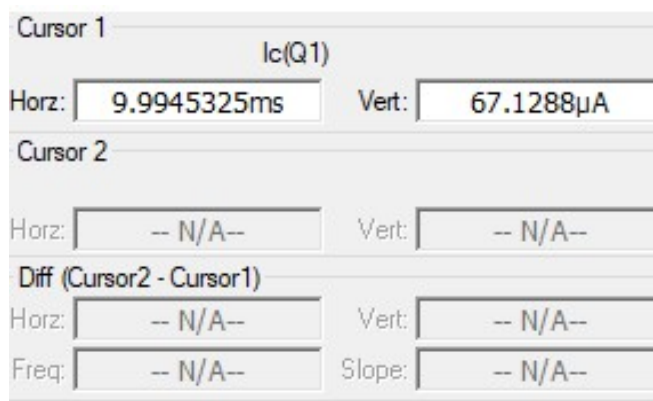 Cursor 1
Ic(Q1)
Horz: 9.9945325ms Vert: 67.1288µA
Cursor 2
Horz: -- N/A-- Vert: -- N/A--
Diff (Cursor2 - Cursor1)
Horz: -- N/A-- Vert: -- N/A--
Freq: -- N/A-- Slope: -- N/A--